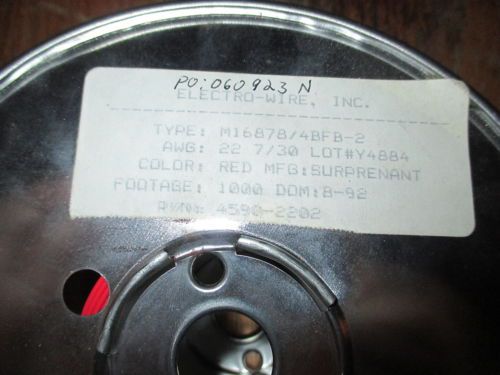 PO: 060923 N
ELECTRO-WIRE, INC.
TYPE: M16878/4BFB-2
AWG: 22 7/30 LOT#Y4884
COLOR: RED MFG:SURPRENANT
FOOTAGE: 1000 DOM:8-92
P/N: 4590-2202